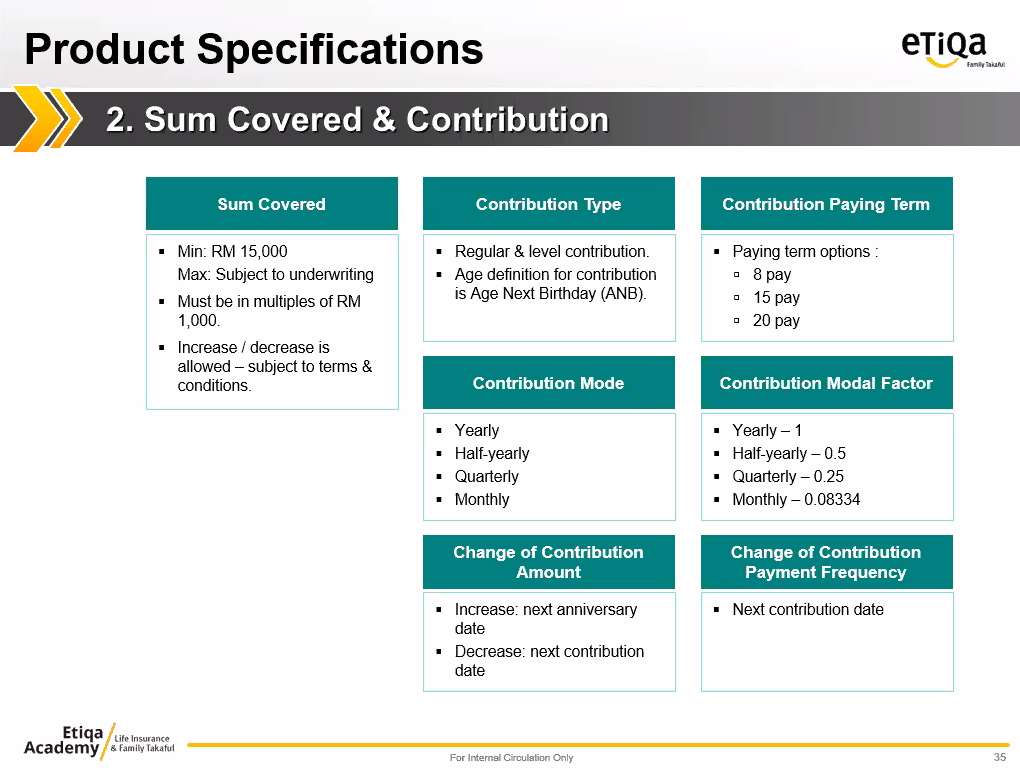 Product Specifications
eTiQa
Family Takaful
2. Sum Covered & Contribution
Sum Covered
▪ Min: RM 15,000
Max: Subject to underwriting
▪ Must be in multiples of RM
1,000.
▪ Increase / decrease is
allowed – subject to terms &
conditions.
Contribution Type
▪ Regular & level contribution.
▪ Age definition for contribution
is Age Next Birthday (ANB).
Contribution Paying Term
▪ Paying term options :
▫ 8 pay
▫ 15 pay
▫ 20 pay
Contribution Mode
▪ Yearly
▪ Half-yearly
▪ Quarterly
▪ Monthly
Contribution Modal Factor
▪ Yearly – 1
▪ Half-yearly – 0.5
▪ Quarterly – 0.25
▪ Monthly – 0.08334
Change of Contribution
Amount
▪ Increase: next anniversary
date
▪ Decrease: next contribution
date
Change of Contribution
Payment Frequency
▪ Next contribution date
Etiqa
Academy
Life Insurance
& Family Takaful
For Internal Circulation Only
35